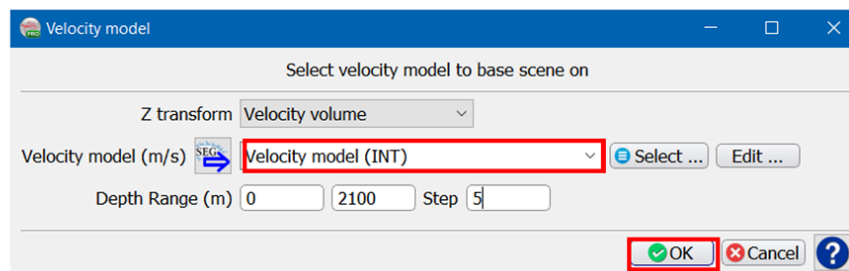 Velocity model
Select velocity model to base scene on
Z transform Velocity volume
Velocity model (m/s) SEG Velocity model (INT) Select ... Edit ...
Depth Range (m) 0 2100 Step 5
OK Cancel ?